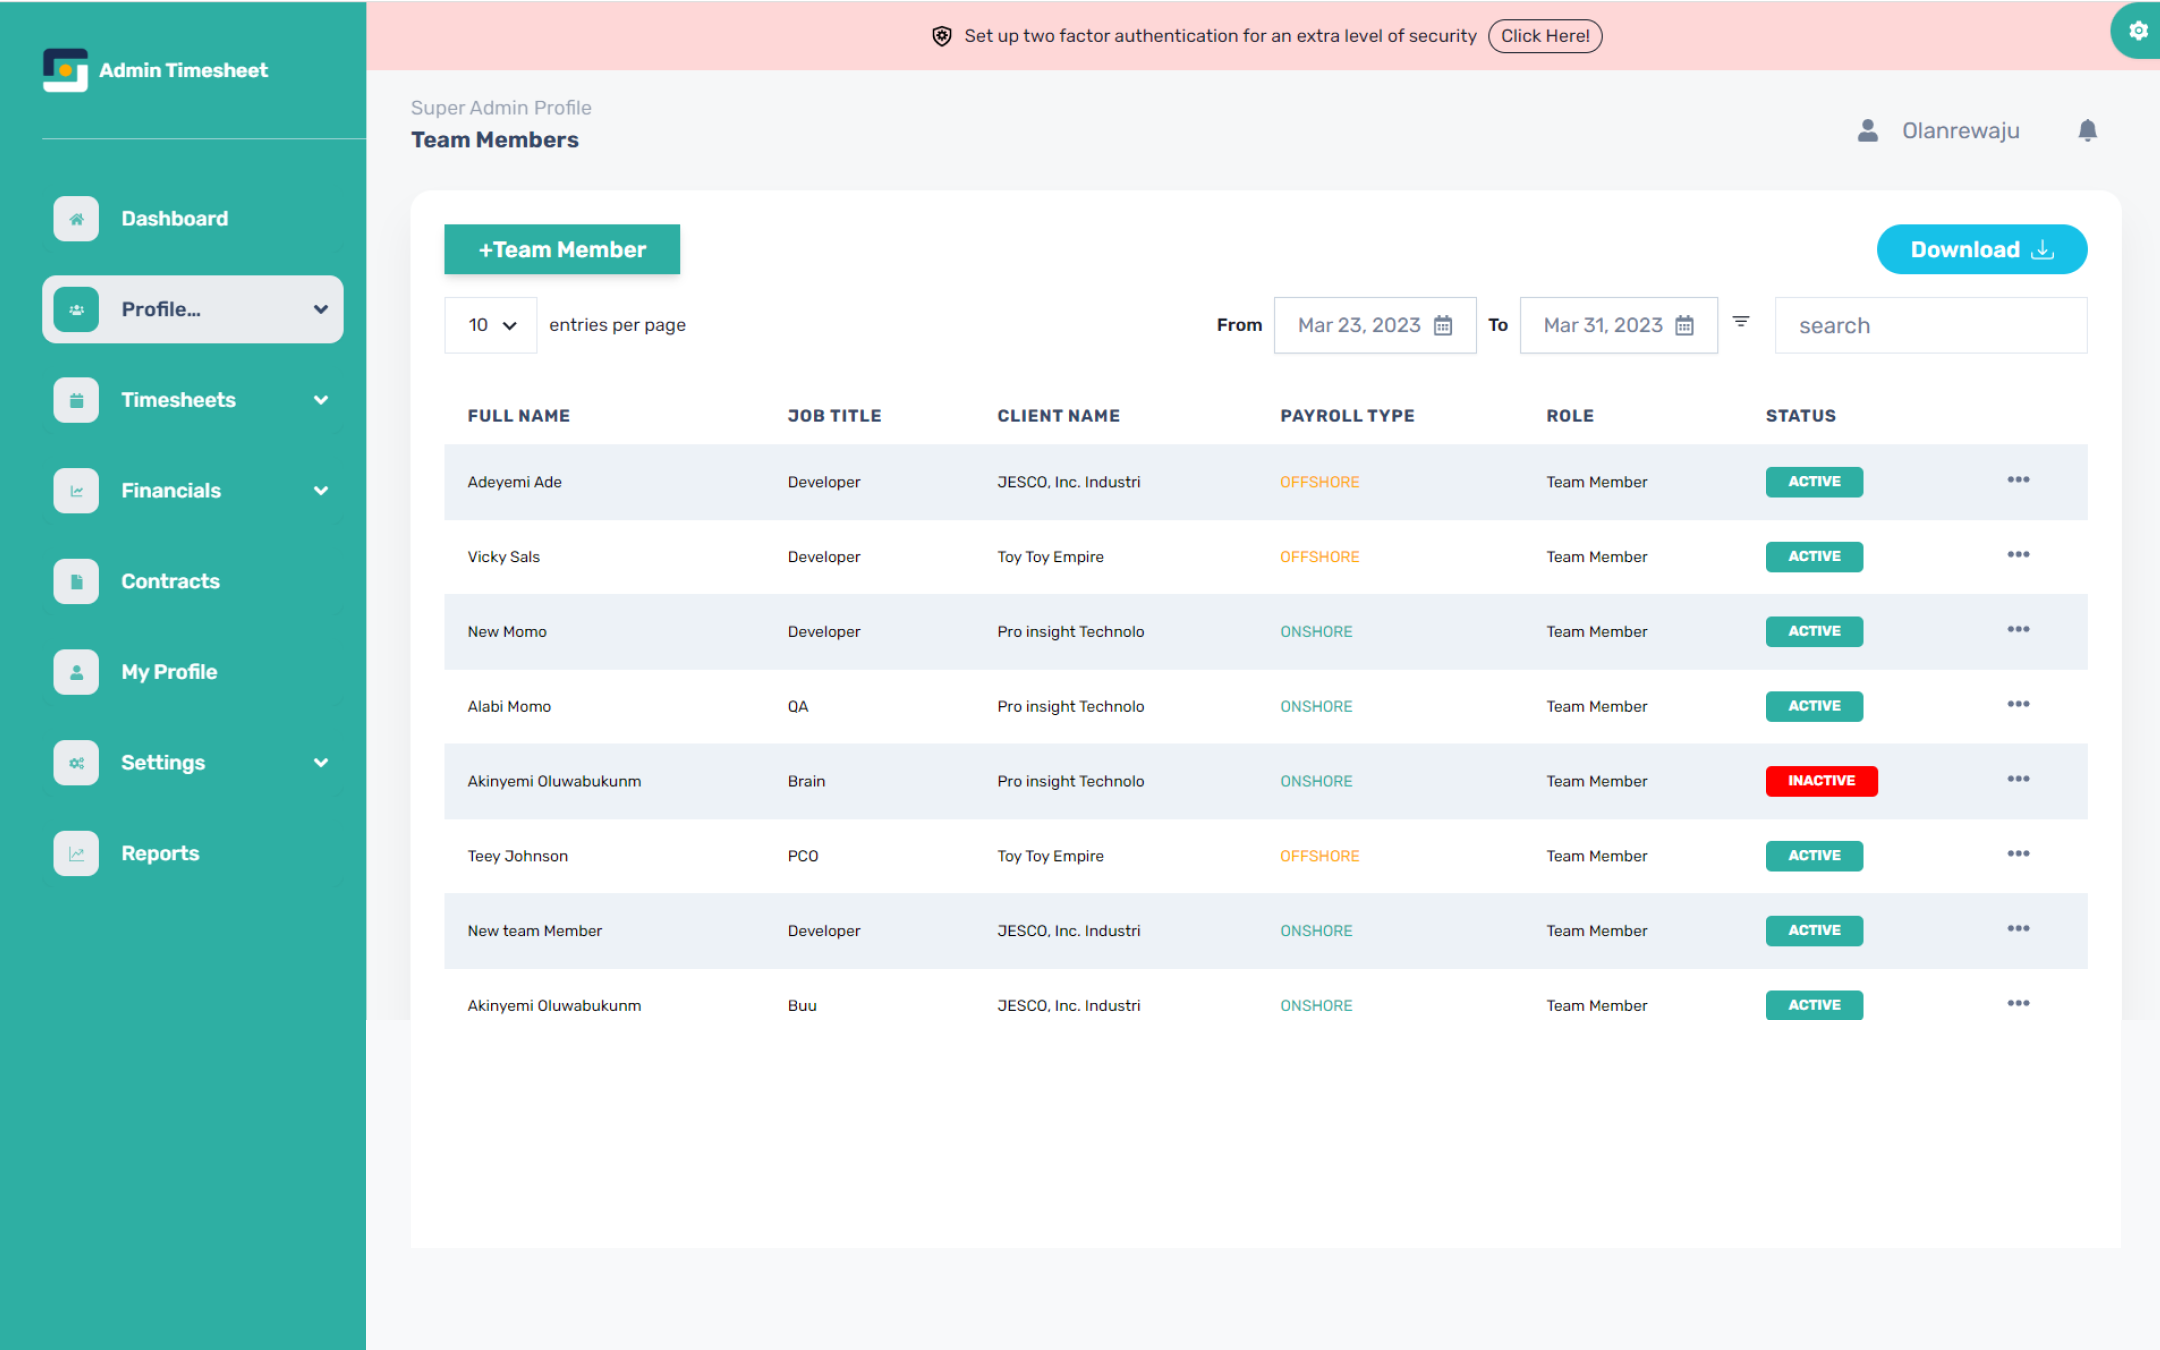 Set up two factor authentication for an extra level of security Click Here!
Admin Timesheet
Super Admin Profile
Team Members
Olanrewaju
Dashboard
Profile...
Timesheets
Financials
Contracts
My Profile
Settings
Reports
+Team Member
Download
10 entries per page
From Mar 23, 2023 To Mar 31, 2023 search
FULL NAME JOB TITLE CLIENT NAME PAYROLL TYPE ROLE STATUS
Adeyemi Ade Developer JESCO, Inc. Industri OFFSHORE Team Member ACTIVE
Vicky Sals Developer Toy Toy Empire OFFSHORE Team Member ACTIVE
New Momo Developer Pro insight Technolo ONSHORE Team Member ACTIVE
Alabi Momo QA Pro insight Technolo ONSHORE Team Member ACTIVE
Akinyemi Oluwabukunm Brain Pro insight Technolo ONSHORE Team Member INACTIVE
Teey Johnson PCO Toy Toy Empire OFFSHORE Team Member ACTIVE
New team Member Developer JESCO, Inc. Industri ONSHORE Team Member ACTIVE
Akinyemi Oluwabukunm Buu JESCO, Inc. Industri ONSHORE Team Member ACTIVE